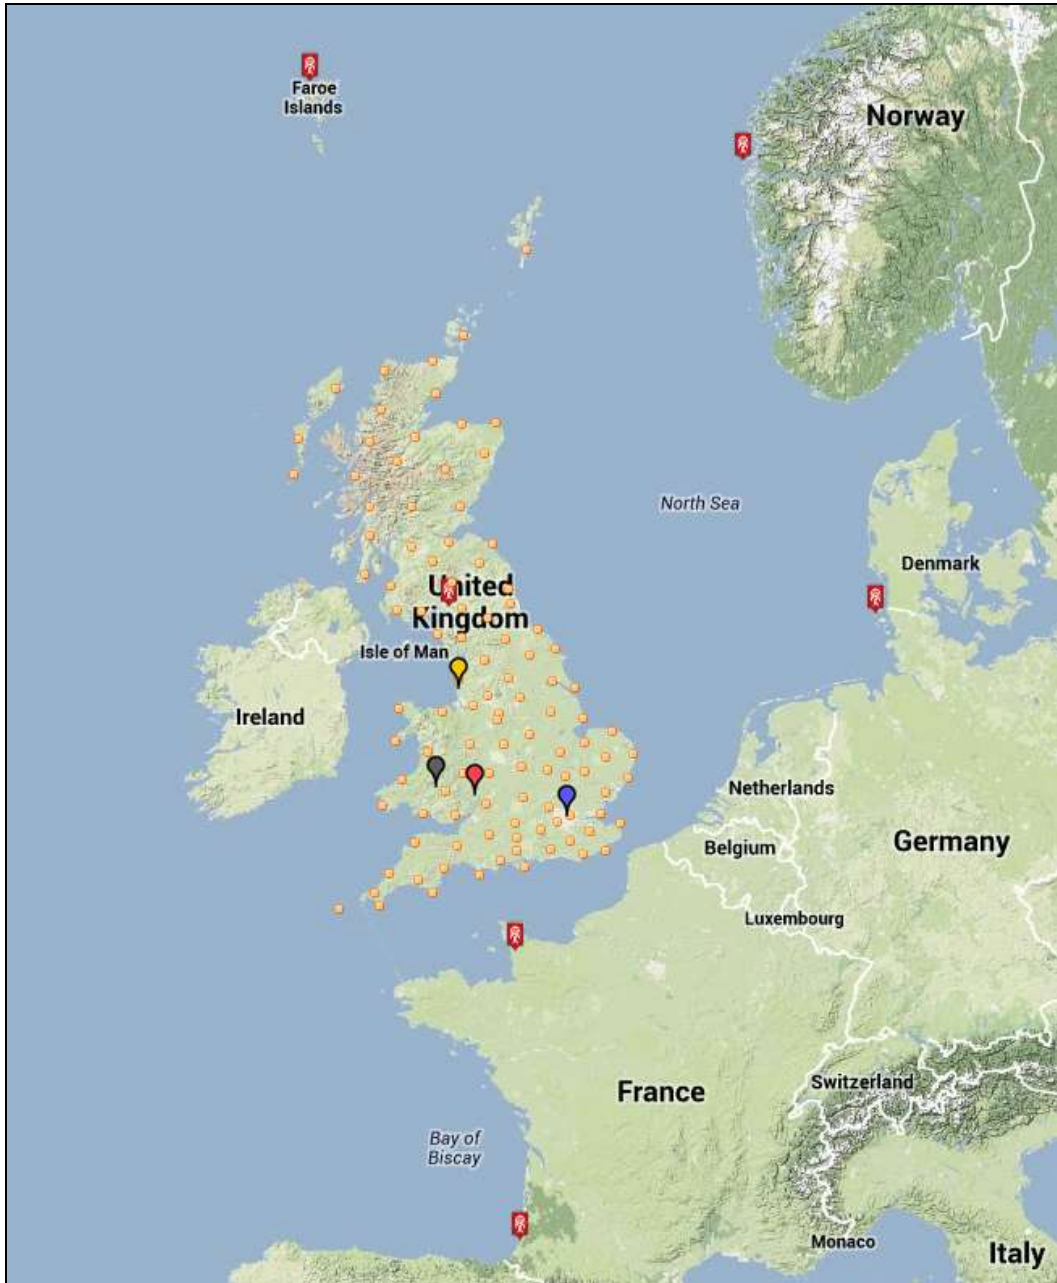 Faroe
Islands
Norway
North Sea
Denmark
United
Kingdom
Isle of Man
Ireland
Netherlands
Belgium
Germany
Luxembourg
Switzerland
France
Bay of
Biscay
Monaco
Italy